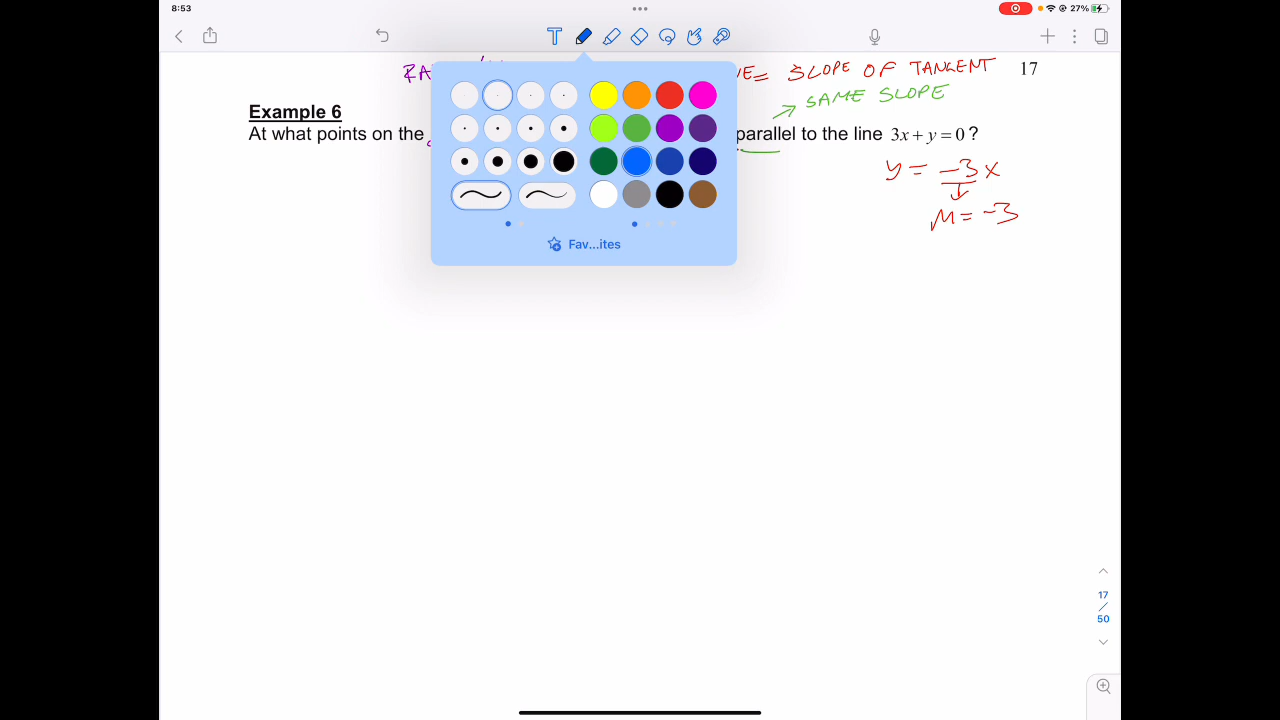 8:53
27%
= SLOPE OF TANGENT 17
SAME SLOPE
Example 6
At what points on the parallel to the line 3x + y = 0 ?
y = -3x
M = -3
Fav...ites
17
/
50